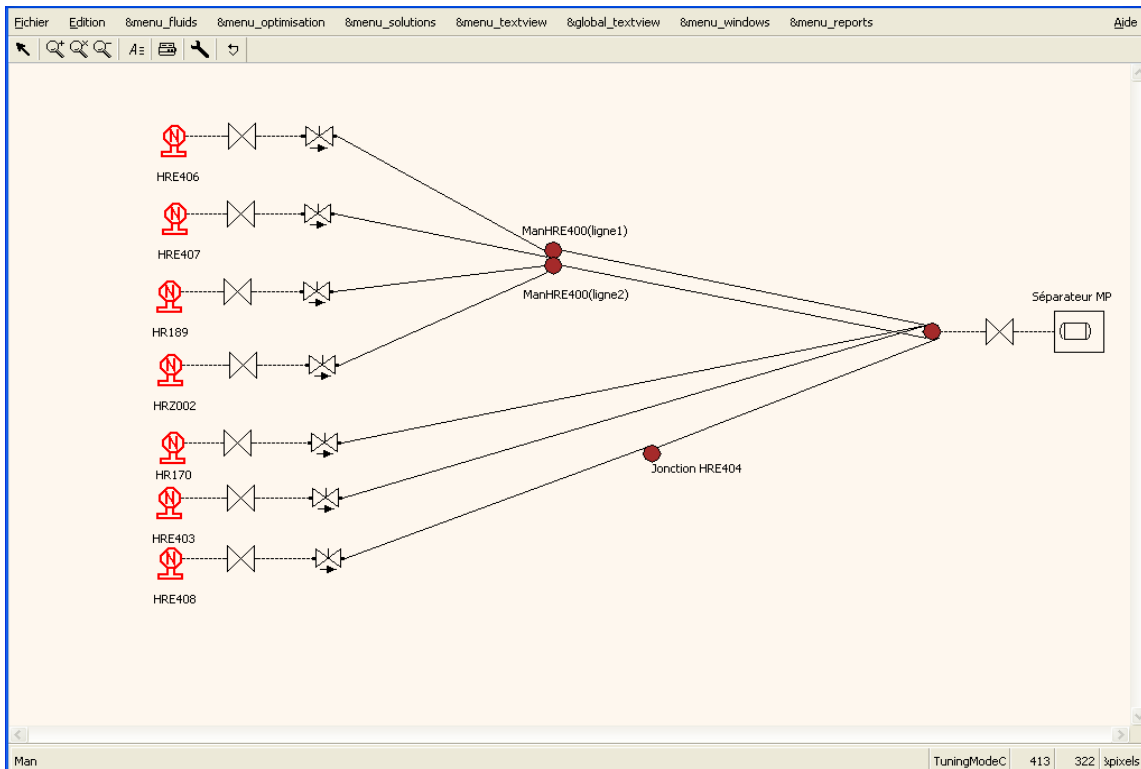 Fichier Edition &menu_fluids &menu_optimisation &menu_solutions &menu_textview &global_textview &menu_windows &menu_reports Aide
HRE406
HRE407
ManHRE400(ligne1)
ManHRE400(ligne2)
Séparateur MP
HR189
HRZ002
HR170
Jonction HRE404
HRE403
HRE408
Man TuningModeC 413 322 &pixels